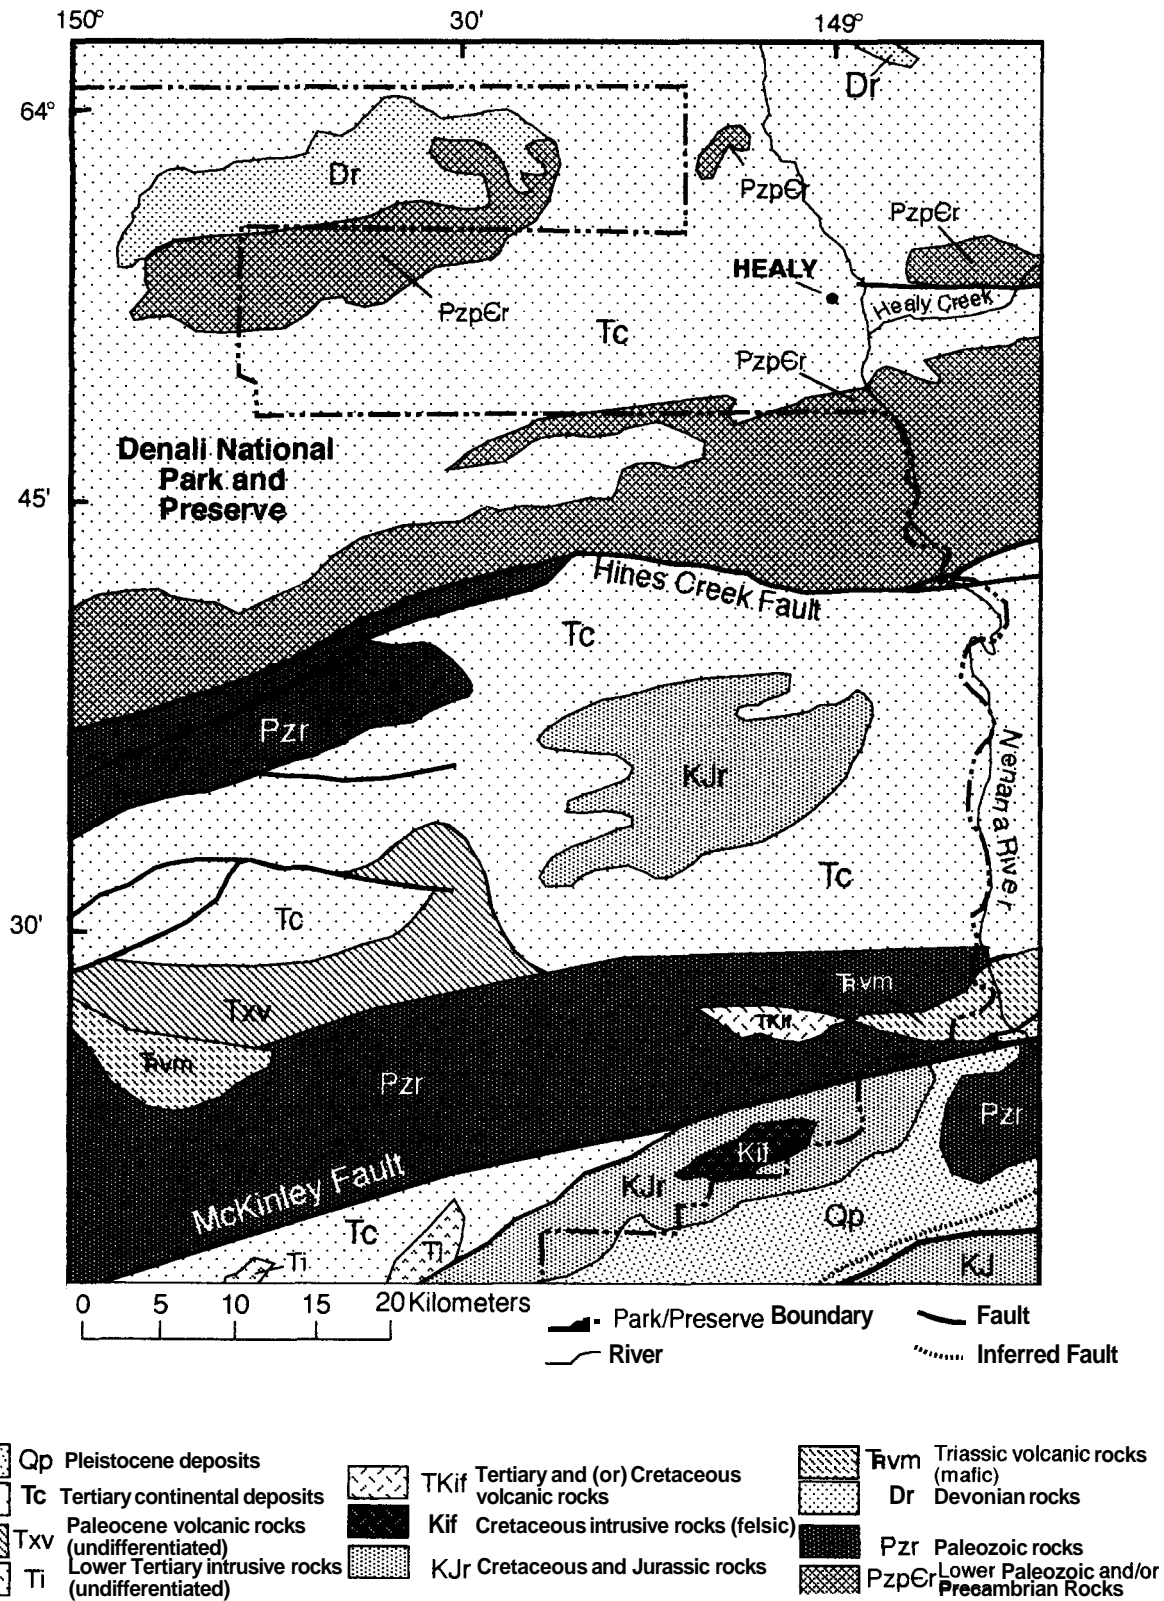 150° 30' 149°
64°
Dr
Dr
PzpЄr
PzpЄr
HEALY
Healy Creek
PzpЄr
Tc
PzpЄr
Denali National
Park and
Preserve
45'
Hines Creek Fault
Tc
Pzr
KJr
Nenana River
Tc
30'
Tc
Txv
TRvm
TKif
TRvm
Pzr
Pzr
Kif
KJr
McKinley Fault
Tc
Qp
Ti
Ti
KJ
0 5 10 15 20 Kilometers
Park/Preserve Boundary
Fault
River
Inferred Fault
Qp Pleistocene deposits
Tc Tertiary continental deposits
Txv Paleocene volcanic rocks
(undifferentiated)
Ti Lower Tertiary intrusive rocks
(undifferentiated)
TKif Tertiary and (or) Cretaceous
volcanic rocks
Kif Cretaceous intrusive rocks (felsic)
KJr Cretaceous and Jurassic rocks
TRvm Triassic volcanic rocks
(mafic)
Dr Devonian rocks
Pzr Paleozoic rocks
PzpЄr Lower Paleozoic and/or
Precambrian Rocks